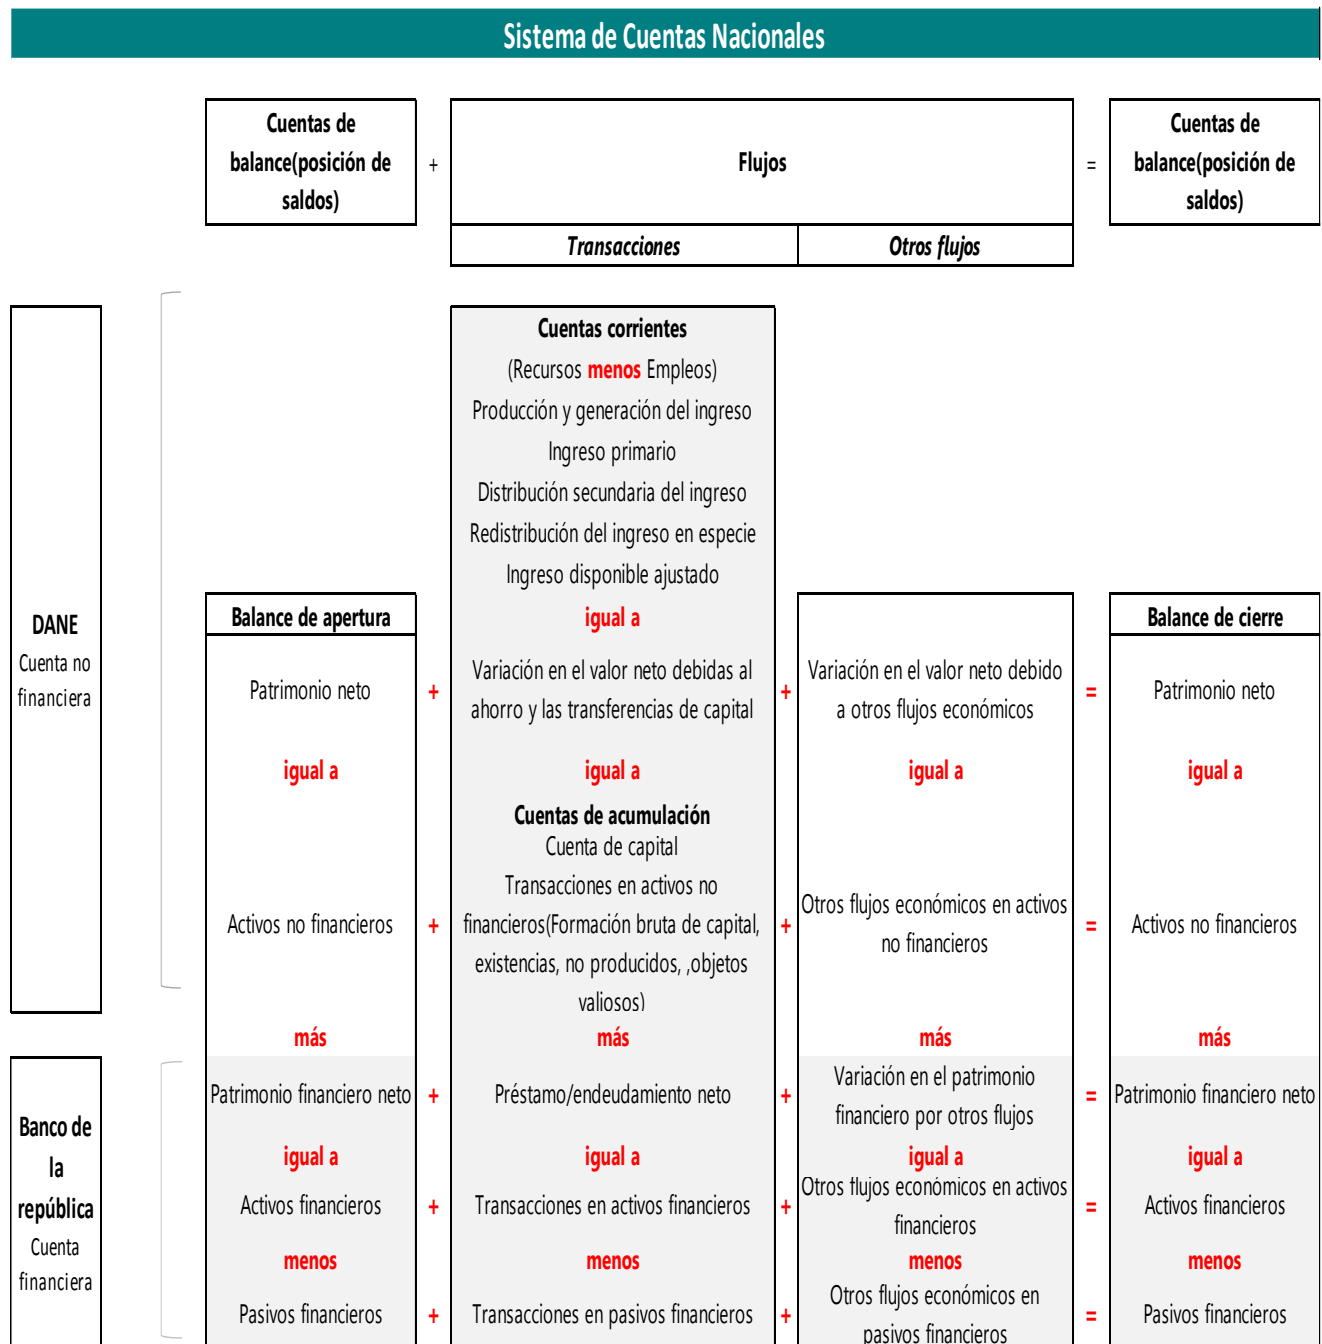 Sistema de Cuentas Nacionales
Cuentas de
balance(posición de
saldos)
+
Flujos
=
Cuentas de
balance(posición de
saldos)
Transacciones
Otros flujos
DANE
Cuenta no
financiera
Cuentas corrientes
(Recursos menos Empleos)
Producción y generación del ingreso
Ingreso primario
Distribución secundaria del ingreso
Redistribución del ingreso en especie
Ingreso disponible ajustado
Balance de apertura
igual a
Balance de cierre
Patrimonio neto
+
Variación en el valor neto debidas al
ahorro y las transferencias de capital
+
Variación en el valor neto debido
a otros flujos económicos
=
Patrimonio neto
igual a
igual a
igual a
igual a
Cuentas de acumulación
Cuenta de capital
Activos no financieros
+
Transacciones en activos no
financieros(Formación bruta de capital,
existencias, no producidos, ,objetos
valiosos)
+
Otros flujos económicos en activos
no financieros
=
Activos no financieros
más
más
más
más
Banco de
la
república
Cuenta
financiera
Patrimonio financiero neto
+
Préstamo/endeudamiento neto
+
Variación en el patrimonio
financiero por otros flujos
=
Patrimonio financiero neto
igual a
igual a
igual a
igual a
Activos financieros
+
Transacciones en activos financieros
+
Otros flujos económicos en activos
financieros
=
Activos financieros
menos
menos
menos
menos
Pasivos financieros
+
Transacciones en pasivos financieros
+
Otros flujos económicos en
pasivos financieros
=
Pasivos financieros